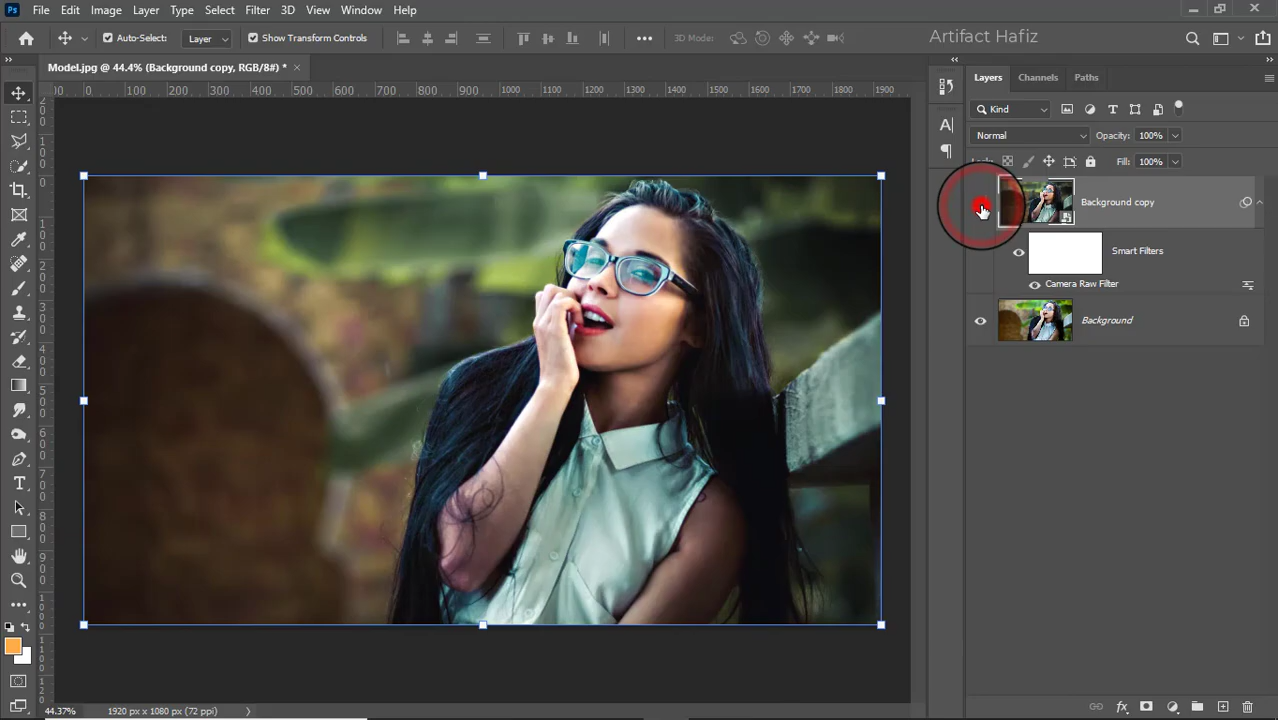 Ps File Edit Image Layer Type Select Filter 3D View Window Help
Auto-Select: Layer Show Transform Controls ••• 3D Mode: Artifact Hafiz
Model.jpg @ 44.4% (Background copy, RGB/8#) * ×
0 100 200 300 400 500 600 700 800 900 1000 1100 1200 1300 1400 1500 1600 1700 1800 1900
Layers Channels Paths
Kind
Normal Opacity: 100%
Fill: 100%
Background copy
Smart Filters
Camera Raw Filter
Background
44.37% 1920 px x 1080 px (72 ppi)